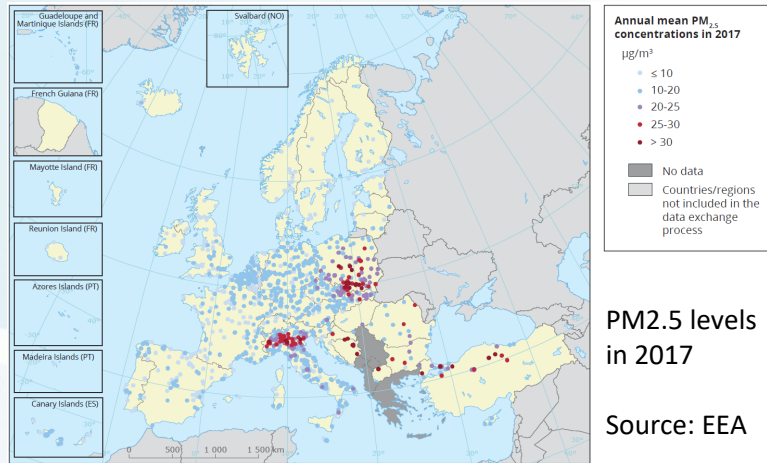 Guadeloupe and
Martinique Islands (FR)
French Guiana (FR)
Mayotte Island (FR)
Reunion Island (FR)
Azores Islands (PT)
Madeira Islands (PT)
Canary Islands (ES)
Svalbard (NO)
0 500 1 000 1 500 km
Annual mean PM2.5
concentrations in 2017
µg/m³
≤ 10
10-20
20-25
25-30
> 30
No data
Countries/regions
not included in the
data exchange
process
PM2.5 levels
in 2017
Source: EEA